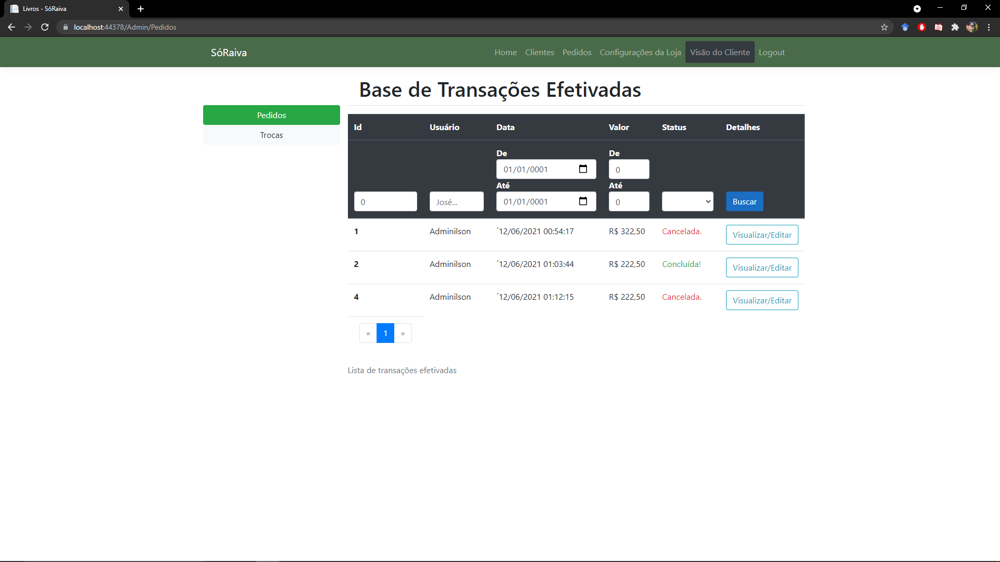 Livros - SóRaiva
localhost:44378/Admin/Pedidos
SóRaiva
Home Clientes Pedidos Configurações da Loja Visão do Cliente Logout
Base de Transações Efetivadas
Pedidos
Trocas
Id Usuário Data Valor Status Detalhes
De De
01/01/0001 0
Até Até
0 José... 01/01/0001 0 Buscar
1 Adminilson ´12/06/2021 00:54:17 R$ 322,50 Cancelada. Visualizar/Editar
2 Adminilson ´12/06/2021 01:03:44 R$ 222,50 Concluída! Visualizar/Editar
4 Adminilson ´12/06/2021 01:12:15 R$ 222,50 Cancelada. Visualizar/Editar
« 1 »
Lista de transações efetivadas